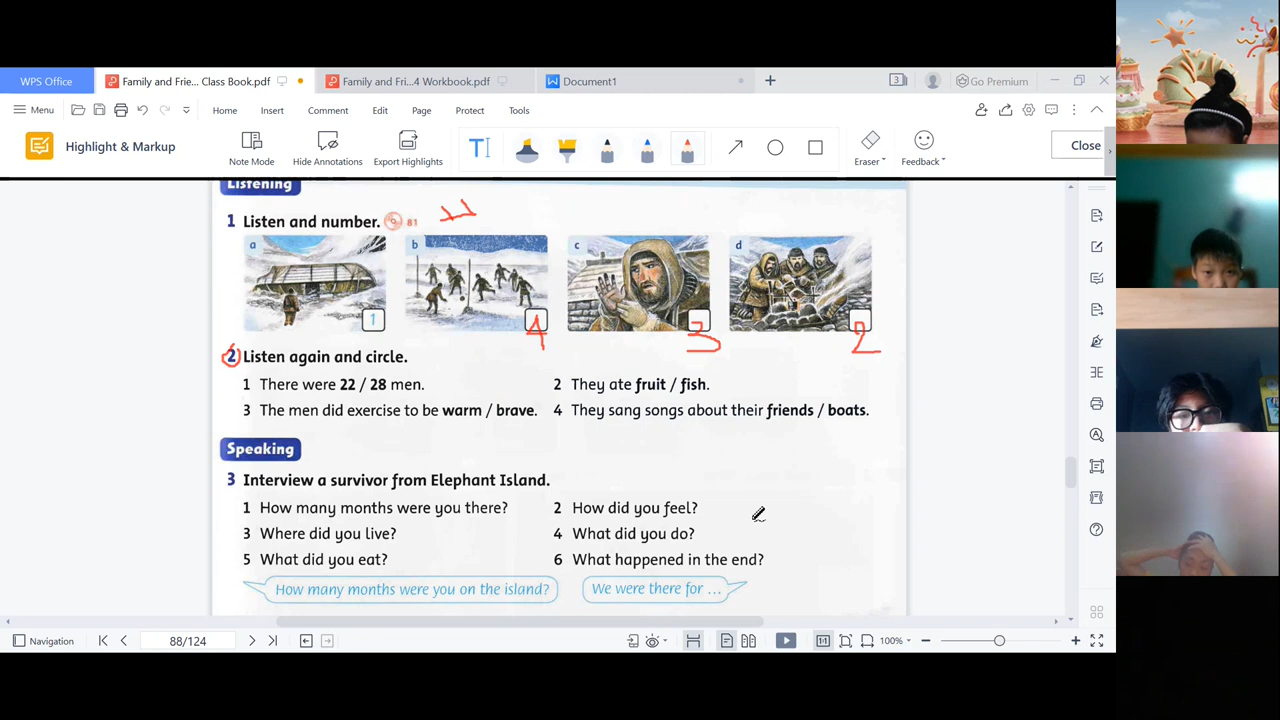 WPS Office
Family and Frie... Class Book.pdf
Family and Fri...4 Workbook.pdf
Document1
3
Go Premium
Menu
Home
Insert
Comment
Edit
Page
Protect
Tools
Highlight & Markup
Note Mode
Hide Annotations
Export Highlights
Eraser
Feedback
Close
Listening
1 Listen and number. 81
a
b
c
d
1
4
3
2
2 Listen again and circle.
1 There were 22 / 28 men.
2 They ate fruit / fish.
3 The men did exercise to be warm / brave.
4 They sang songs about their friends / boats.
Speaking
3 Interview a survivor from Elephant Island.
1 How many months were you there?
2 How did you feel?
3 Where did you live?
4 What did you do?
5 What did you eat?
6 What happened in the end?
How many months were you on the island?
We were there for ...
Navigation
88/124
100%